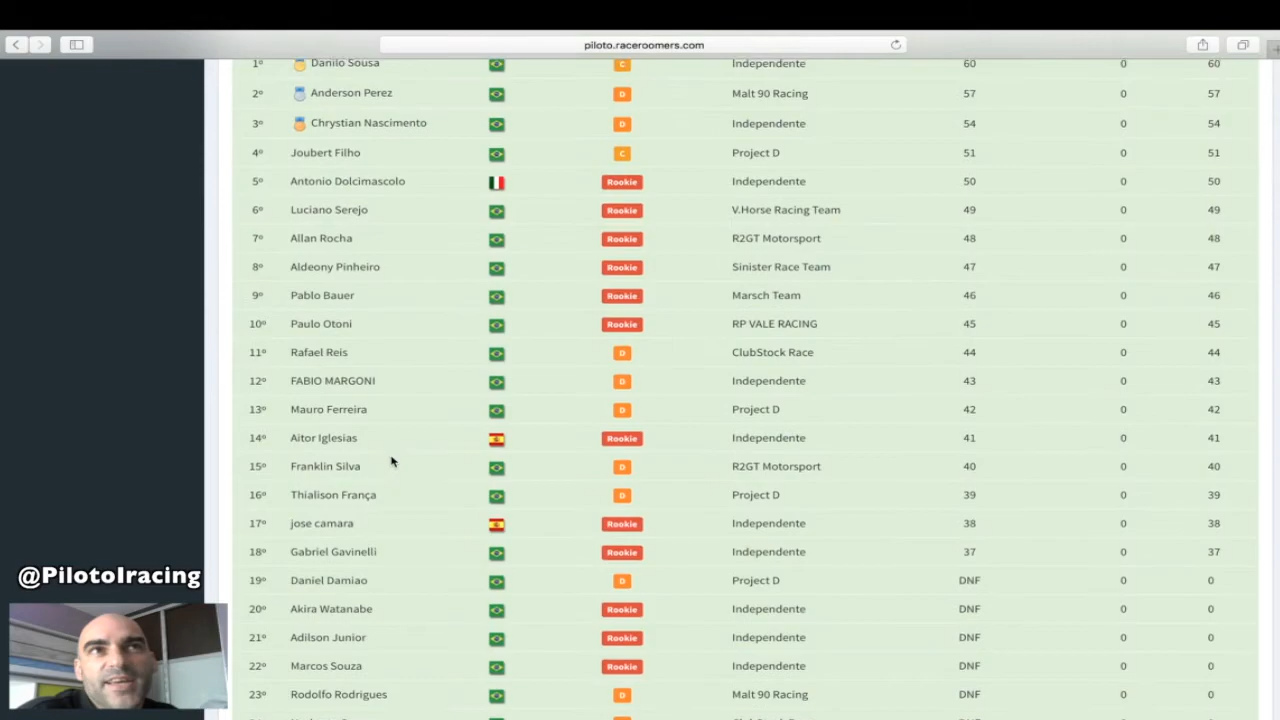 piloto.raceroomers.com
1º Danilo Sousa C Independente 60 0 60
2º Anderson Perez D Malt 90 Racing 57 0 57
3º Chrystian Nascimento D Independente 54 0 54
4º Joubert Filho C Project D 51 0 51
5º Antonio Dolcimascolo Rookie Independente 50 0 50
6º Luciano Serejo Rookie V.Horse Racing Team 49 0 49
7º Allan Rocha Rookie R2GT Motorsport 48 0 48
8º Aldeony Pinheiro Rookie Sinister Race Team 47 0 47
9º Pablo Bauer Rookie Marsch Team 46 0 46
10º Paulo Otoni Rookie RP VALE RACING 45 0 45
11º Rafael Reis D ClubStock Race 44 0 44
12º FABIO MARGONI D Independente 43 0 43
13º Mauro Ferreira D Project D 42 0 42
14º Aitor Iglesias Rookie Independente 41 0 41
15º Franklin Silva D R2GT Motorsport 40 0 40
16º Thialison França D Project D 39 0 39
17º jose camara Rookie Independente 38 0 38
18º Gabriel Gavinelli Rookie Independente 37 0 37
19º Daniel Damiao D Project D DNF 0 0
20º Akira Watanabe Rookie Independente DNF 0 0
21º Adilson Junior Rookie Independente DNF 0 0
22º Marcos Souza Rookie Independente DNF 0 0
23º Rodolfo Rodrigues D Malt 90 Racing DNF 0 0
@PilotoIracing